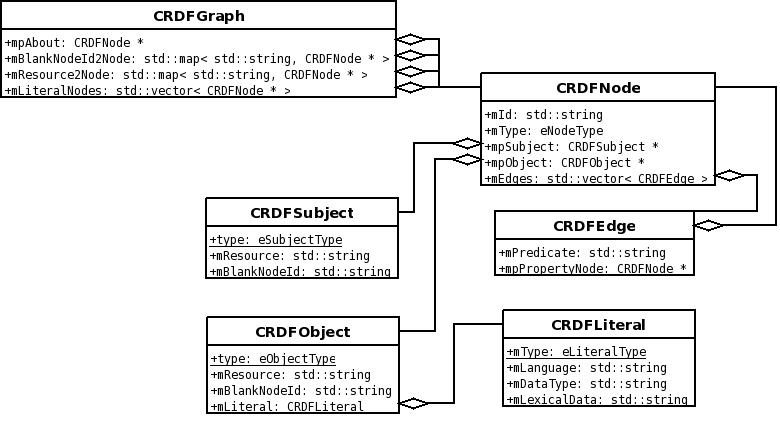 CRDFGraph
+mpAbout: CRDFNode *
+mBlankNodeId2Node: std::map< std::string, CRDFNode * >
+mResource2Node: std::map< std::string, CRDFNode * >
+mLiteralNodes: std::vector< CRDFNode * >
CRDFNode
+mId: std::string
+mType: eNodeType
+mpSubject: CRDFSubject *
+mpObject: CRDFObject *
+mEdges: std::vector< CRDFEdge >
CRDFSubject
+type: eSubjectType
+mResource: std::string
+mBlankNodeId: std::string
CRDFEdge
+mPredicate: std::string
+mpPropertyNode: CRDFNode *
CRDFObject
+type: eObjectType
+mResource: std::string
+mBlankNodeId: std::string
+mLiteral: CRDFLiteral
CRDFLiteral
+mType: eLiteralType
+mLanguage: std::string
+mDataType: std::string
+mLexicalData: std::string